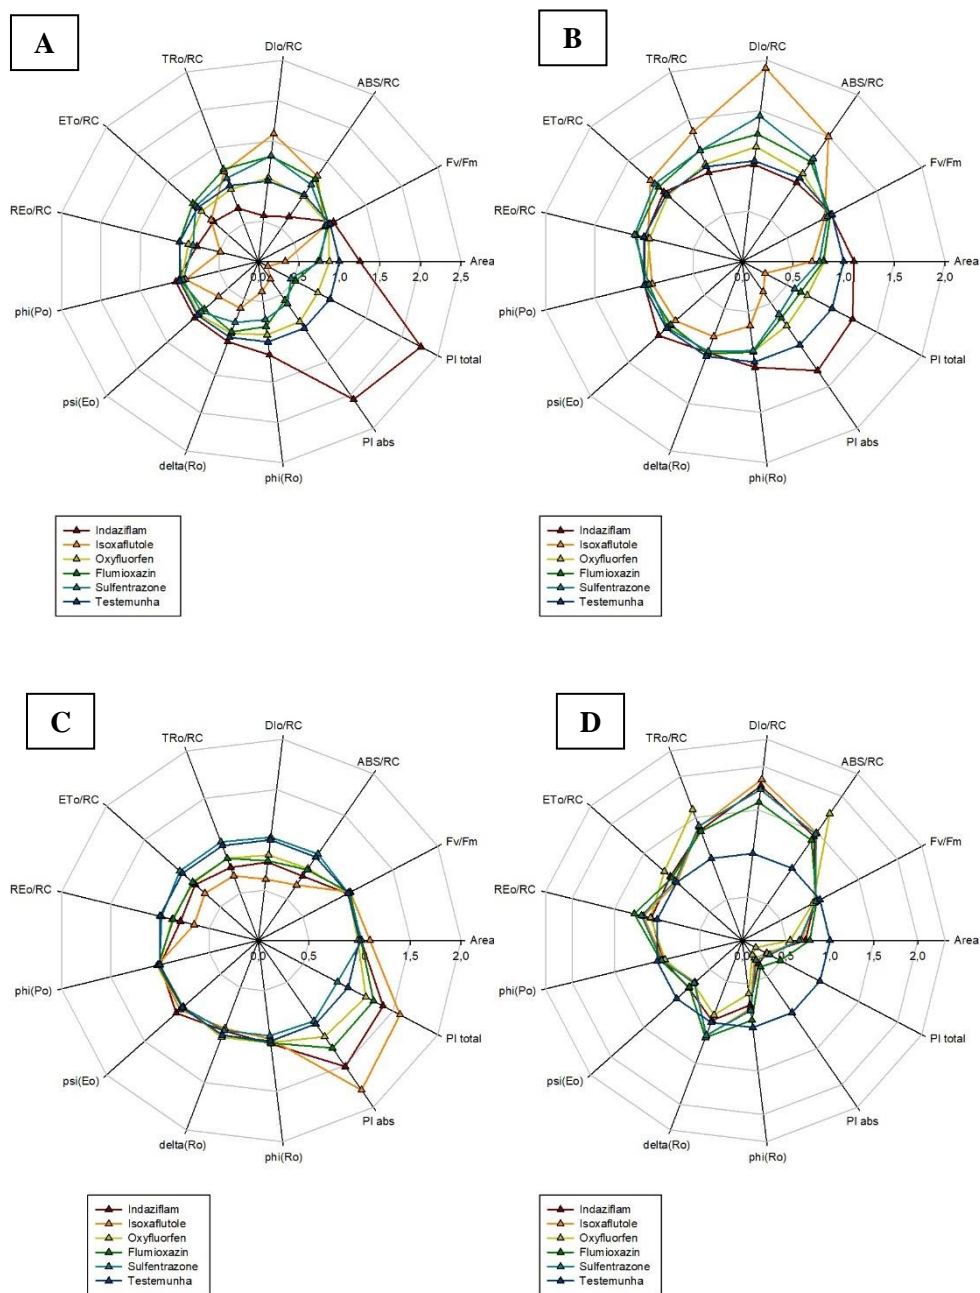 A
DIo/RC
TRo/RC
ABS/RC
ETo/RC
Fv/Fm
REo/RC
Area
0,0 0,5 1,0 1,5 2,0 2,5
phi(Po)
PI total
psi(Eo)
PI abs
delta(Ro)
phi(Ro)
Indaziflam
Isoxaflutole
Oxyfluorfen
Flumioxazin
Sulfentrazone
Testemunha
B
DIo/RC
TRo/RC
ABS/RC
ETo/RC
Fv/Fm
REo/RC
Area
0,0 0,5 1,0 1,5 2,0
phi(Po)
PI total
psi(Eo)
PI abs
delta(Ro)
phi(Ro)
Indaziflam
Isoxaflutole
Oxyfluorfen
Flumioxazin
Sulfentrazone
Testemunha
C
DIo/RC
TRo/RC
ABS/RC
ETo/RC
Fv/Fm
REo/RC
Area
0,0 0,5 1,0 1,5 2,0
phi(Po)
PI total
psi(Eo)
PI abs
delta(Ro)
phi(Ro)
Indaziflam
Isoxaflutole
Oxyfluorfen
Flumioxazin
Sulfentrazone
Testemunha
D
DIo/RC
TRo/RC
ABS/RC
ETo/RC
Fv/Fm
REo/RC
Area
0,0 0,5 1,0 1,5 2,0
phi(Po)
PI total
psi(Eo)
PI abs
delta(Ro)
phi(Ro)
Indaziflam
Isoxaflutole
Oxyfluorfen
Flumioxazin
Sulfentrazone
Testemunha